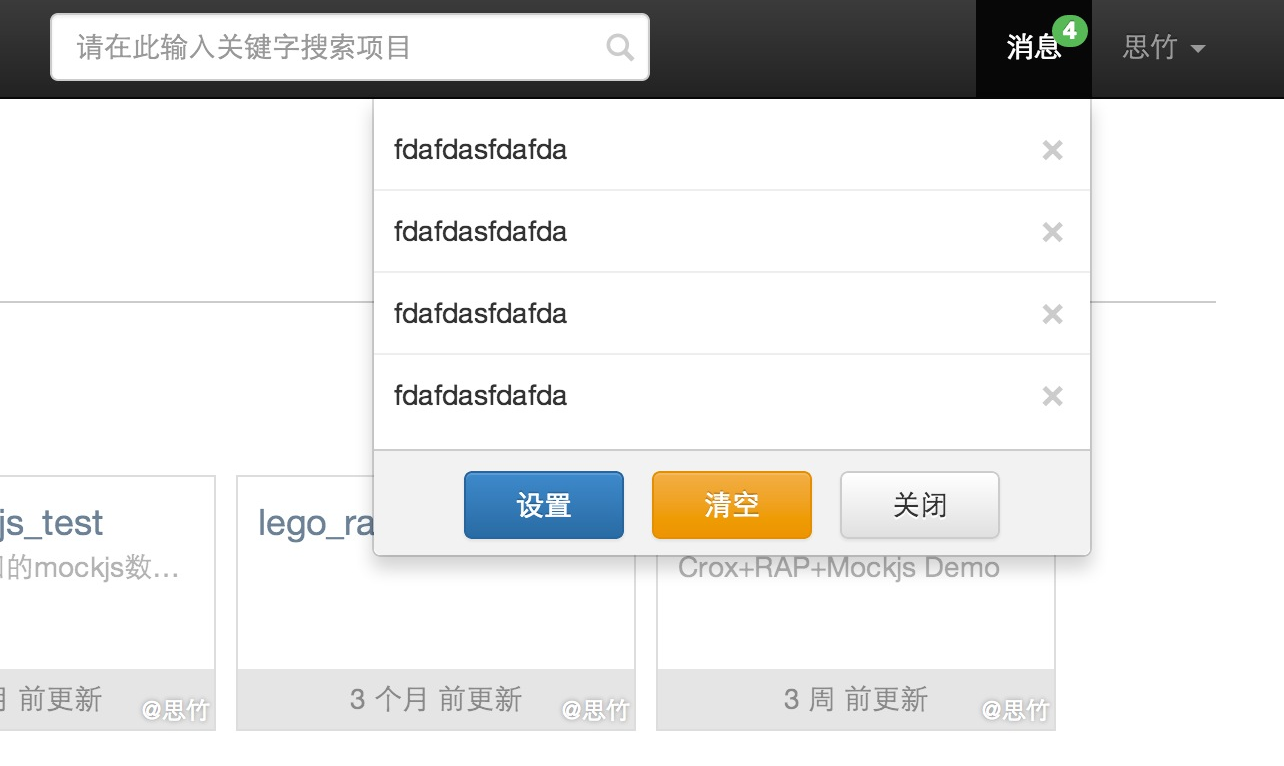 请在此输入关键字搜索项目
消息
4
思竹
fdafdasfdafda
fdafdasfdafda
fdafdasfdafda
fdafdasfdafda
设置
清空
关闭
js_test
的mockjs数...
前更新
@思竹
lego_ra
3 个月 前更新
@思竹
Crox+RAP+Mockjs Demo
3 周 前更新
@思竹